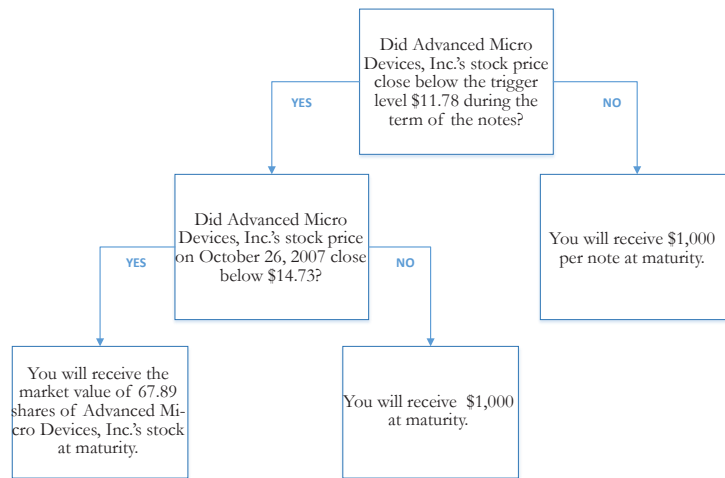 Did Advanced Micro
Devices, Inc.'s stock price
close below the trigger
level $11.78 during the
term of the notes?
YES
NO
Did Advanced Micro
Devices, Inc.'s stock price
on October 26, 2007 close
below $14.73?
You will receive $1,000
per note at maturity.
YES
NO
You will receive the
market value of 67.89
shares of Advanced Mi-
cro Devices, Inc.'s stock
at maturity.
You will receive $1,000
at maturity.